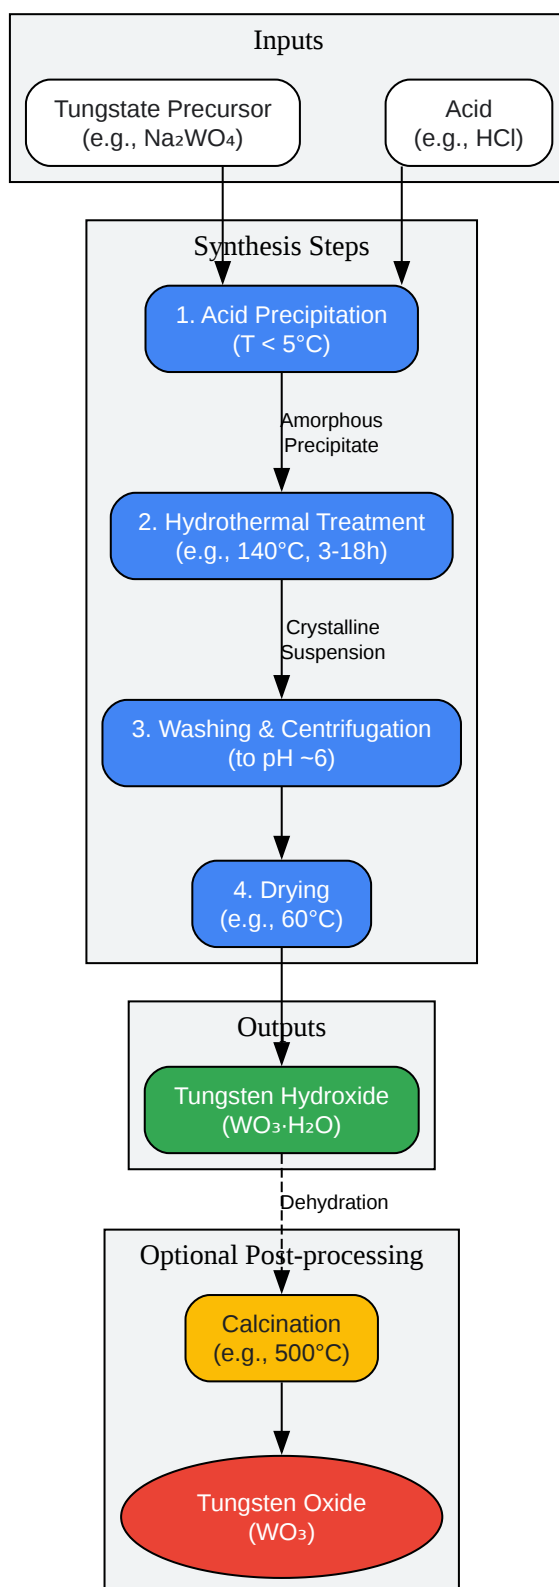 Inputs
Tungstate Precursor
(e.g., Na₂WO₄)
Acid
(e.g., HCl)
Synthesis Steps
1. Acid Precipitation
(T < 5°C)
Amorphous
Precipitate
2. Hydrothermal Treatment
(e.g., 140°C, 3-18h)
Crystalline
Suspension
3. Washing & Centrifugation
(to pH ~6)
4. Drying
(e.g., 60°C)
Outputs
Tungsten Hydroxide
(WO₃·H₂O)
Dehydration
Optional Post-processing
Calcination
(e.g., 500°C)
Tungsten Oxide
(WO₃)